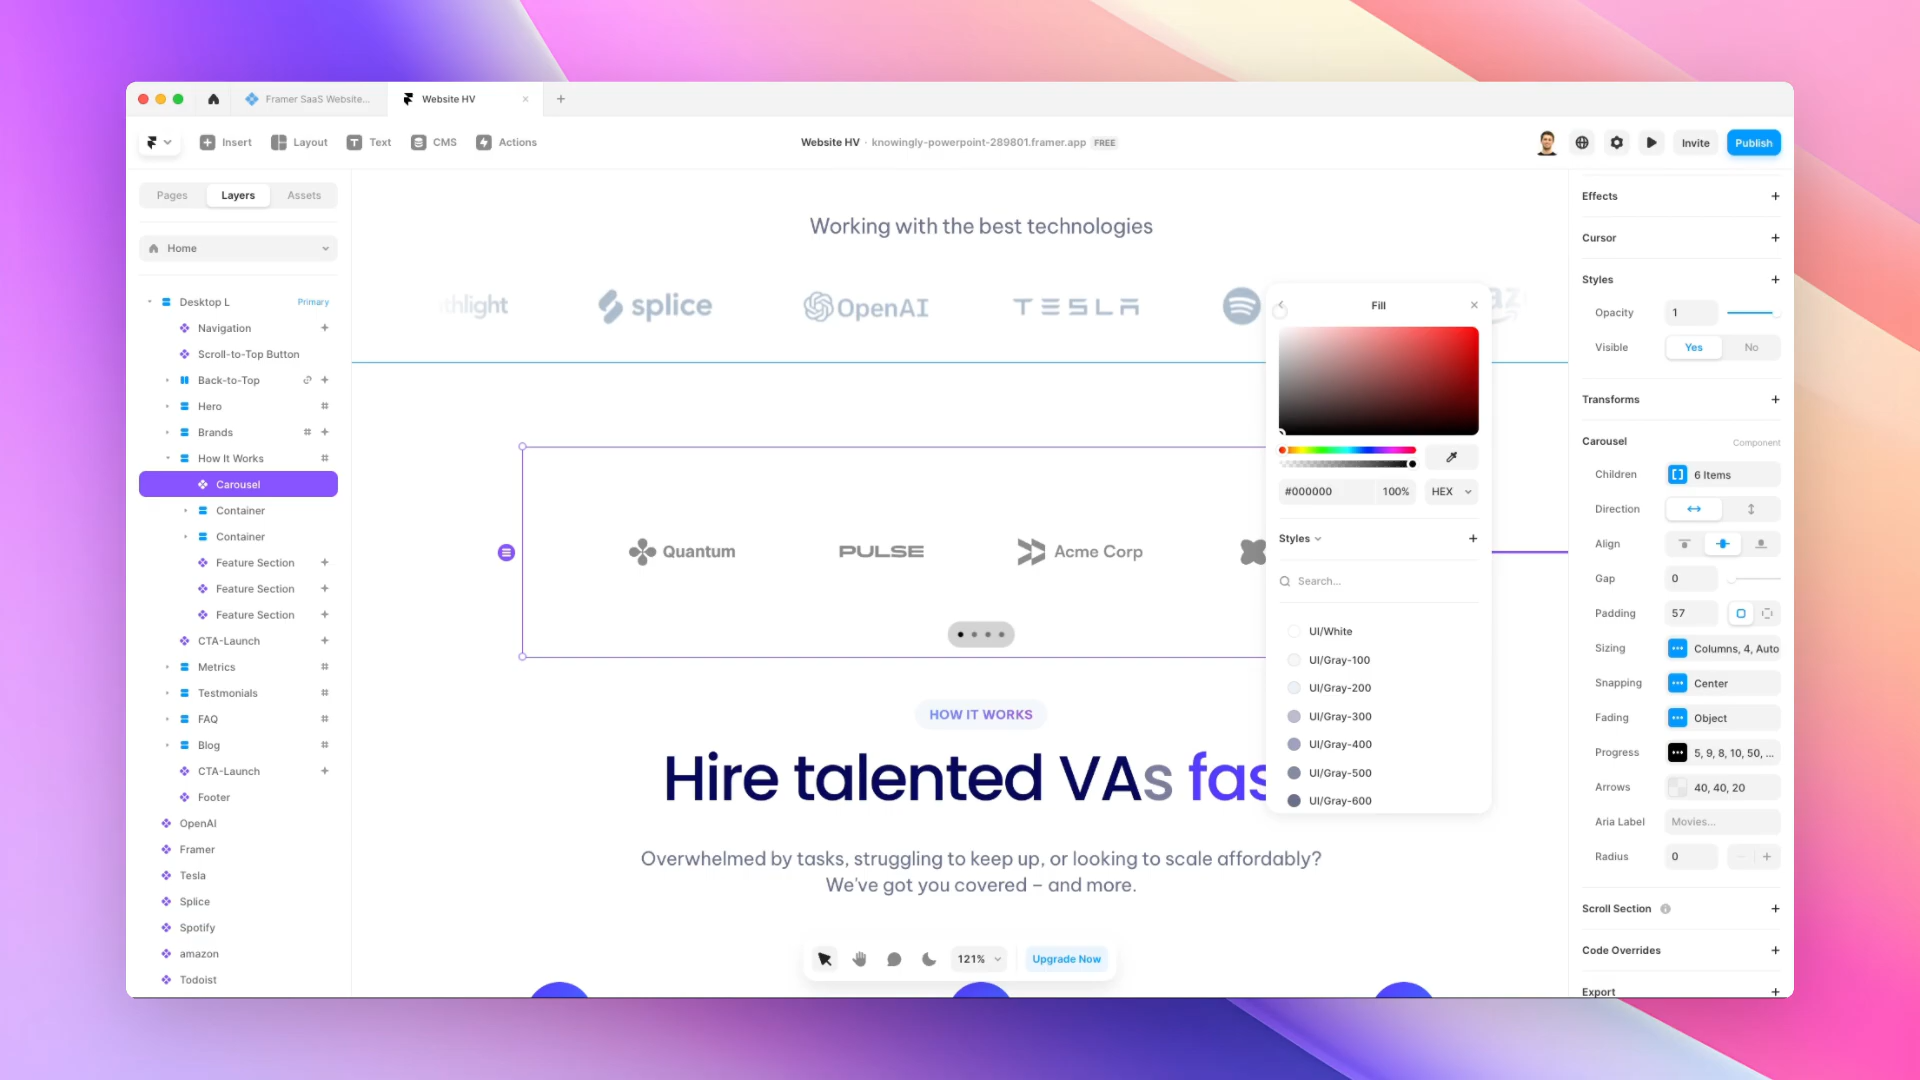 Framer SaaS Website...
Website HV
Insert
Layout
Text
CMS
Actions
Website HV · knowingly-powerpoint-289801.framer.app FREE
Invite
Publish
Pages
Layers
Assets
Home
Desktop L
Primary
Navigation
Scroll-to-Top Button
Back-to-Top
Hero
Brands
How It Works
Carousel
Container
Container
Feature Section
Feature Section
Feature Section
CTA-Launch
Metrics
Testmonials
FAQ
Blog
CTA-Launch
Footer
OpenAI
Framer
Tesla
Splice
Spotify
amazon
Todoist
Working with the best technologies
splice
OpenAI
TESLA
Quantum
PULSE
Acme Corp
HOW IT WORKS
Hire talented VAs fas
Overwhelmed by tasks, struggling to keep up, or looking to scale affordably?
We've got you covered – and more.
121%
Upgrade Now
Fill
#000000
100%
HEX
Styles
Search...
UI/White
UI/Gray-100
UI/Gray-200
UI/Gray-300
UI/Gray-400
UI/Gray-500
UI/Gray-600
Effects
Cursor
Styles
Opacity
1
Visible
Yes
No
Transforms
Carousel
Component
Children
6 Items
Direction
Align
Gap
0
Padding
57
Sizing
Columns, 4, Auto
Snapping
Center
Fading
Object
Progress
5, 9, 8, 10, 50, ...
Arrows
40, 40, 20
Aria Label
Movies...
Radius
0
Scroll Section
Code Overrides
Export